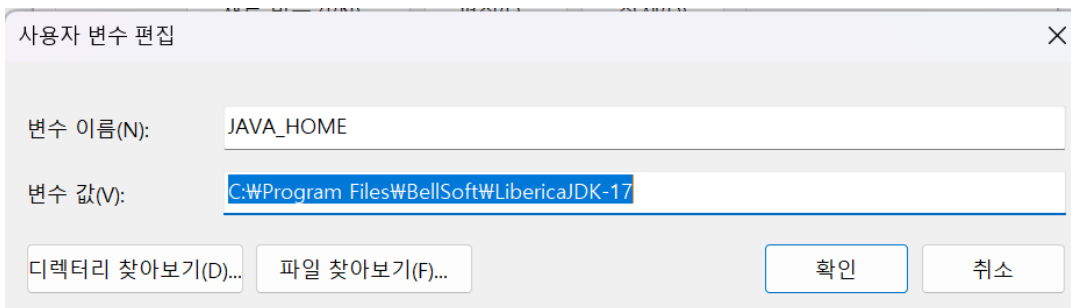 사용자 변수 편집
변수 이름(N):
JAVA_HOME
변수 값(V):
C:₩Program Files₩BellSoft₩LibericaJDK-17
디렉터리 찾아보기(D)...
파일 찾아보기(F)...
확인
취소